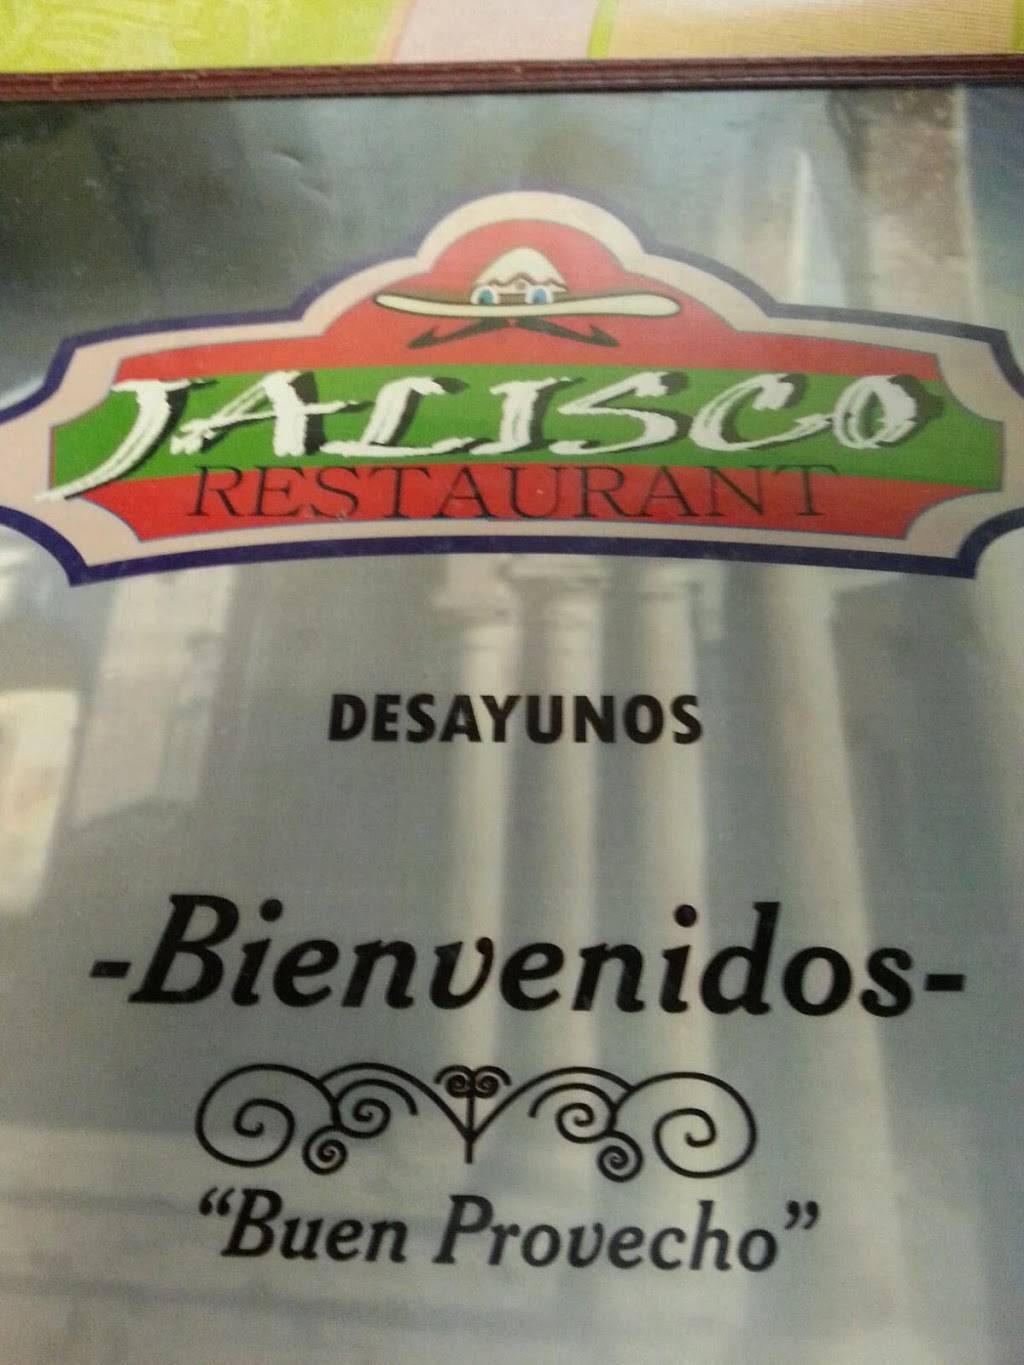 JALISCO
RESTAURANT
DESAYUNOS
-Bienvenidos-
“Buen Provecho”